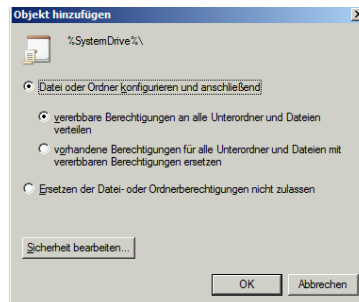 Objekt hinzufügen
%SystemDrive%\
Datei oder Ordner konfigurieren und anschließend
vererbbare Berechtigungen an alle Unterordner und Dateien
verteilen
vorhandene Berechtigungen für alle Unterordner und Dateien mit
vererbbaren Berechtigungen ersetzen
Ersetzen der Datei- oder Ordnerberechtigungen nicht zulassen
Sicherheit bearbeiten...
OK Abbrechen